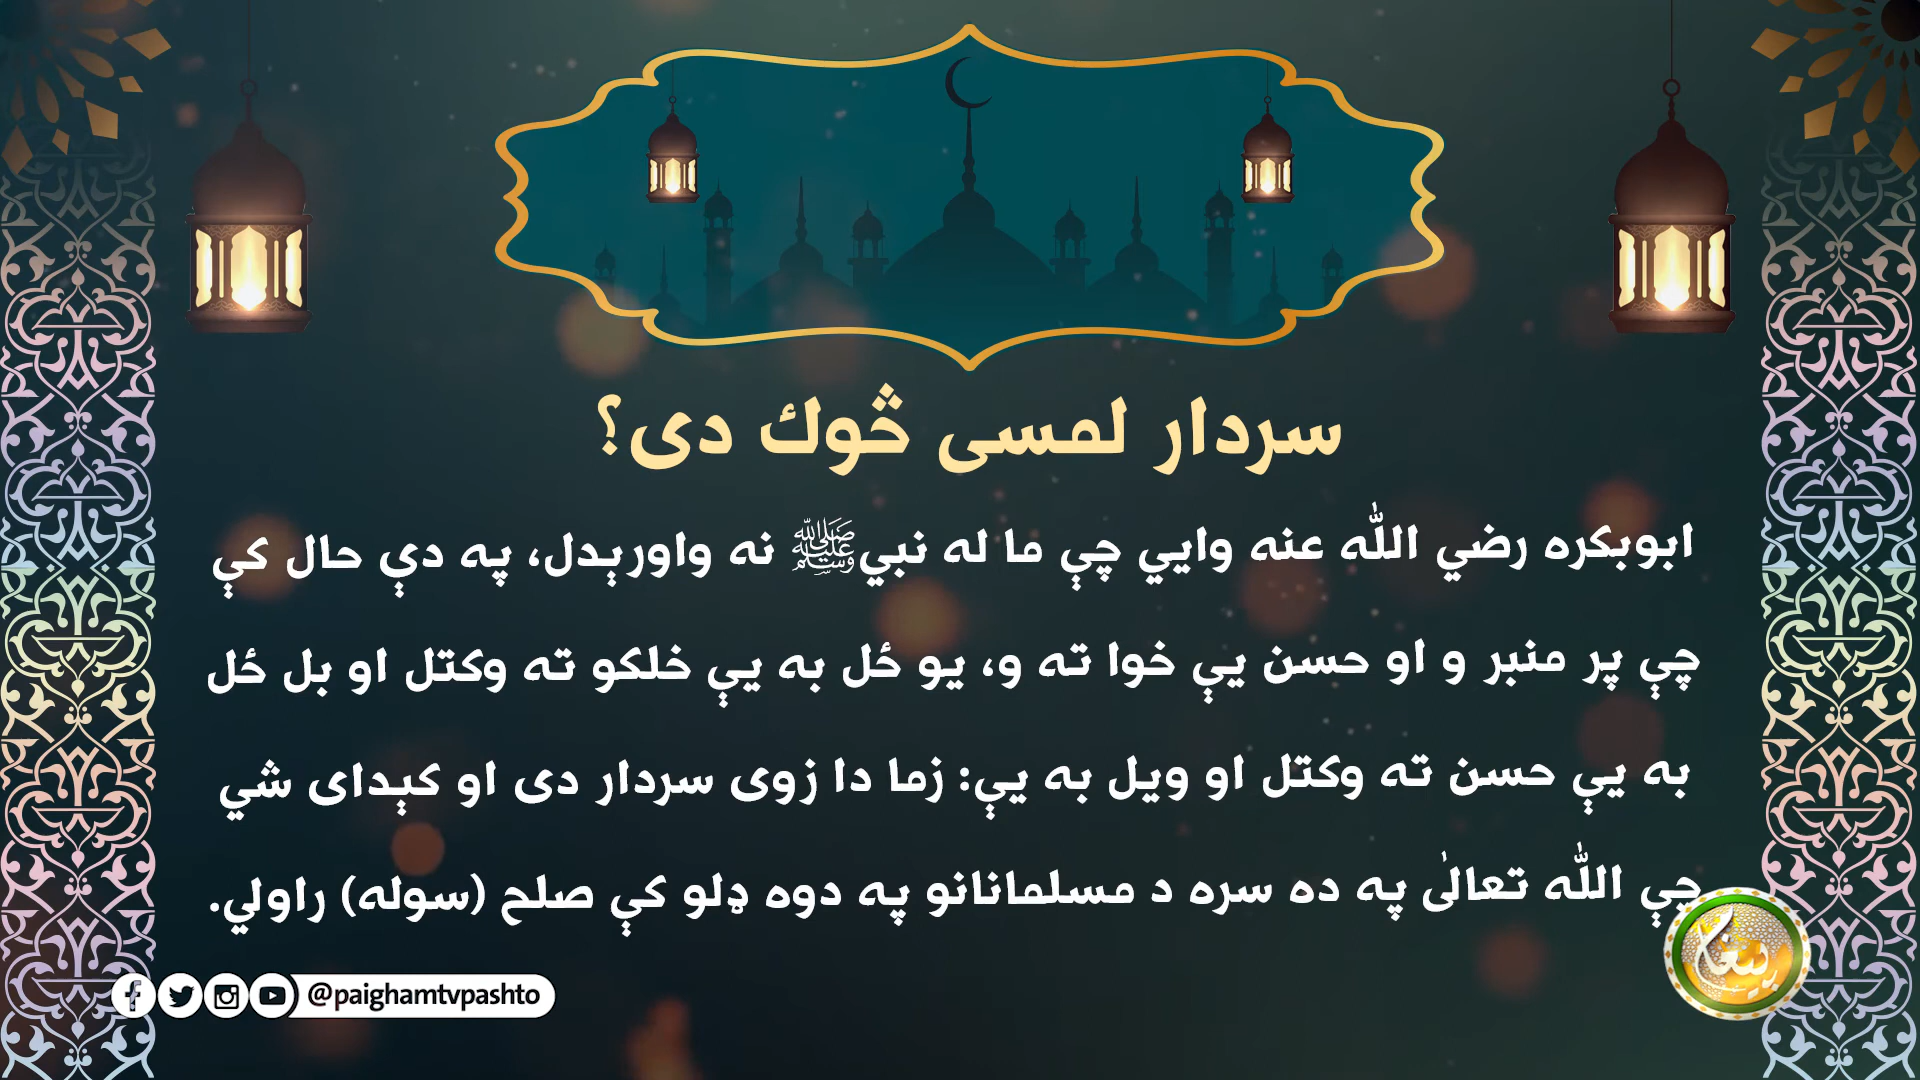 سردار لمسی څوك دی؟
ابوبکره رضي الله عنه وايي چې ما له نبيﷺ نه واورېدل، په دې حال کې
چې پر منبر و او حسن يې خوا ته و، يو ځل به يې خلکو ته وکتل او بل ځل
به يې حسن ته وکتل او ويل به يې: زما دا زوی سردار دی او کېدای شي
چې الله تعالٰی په ده سره د مسلمانانو په دوه ډلو کې صلح (سوله) راولي.
پیغام
@paighamtvpashto